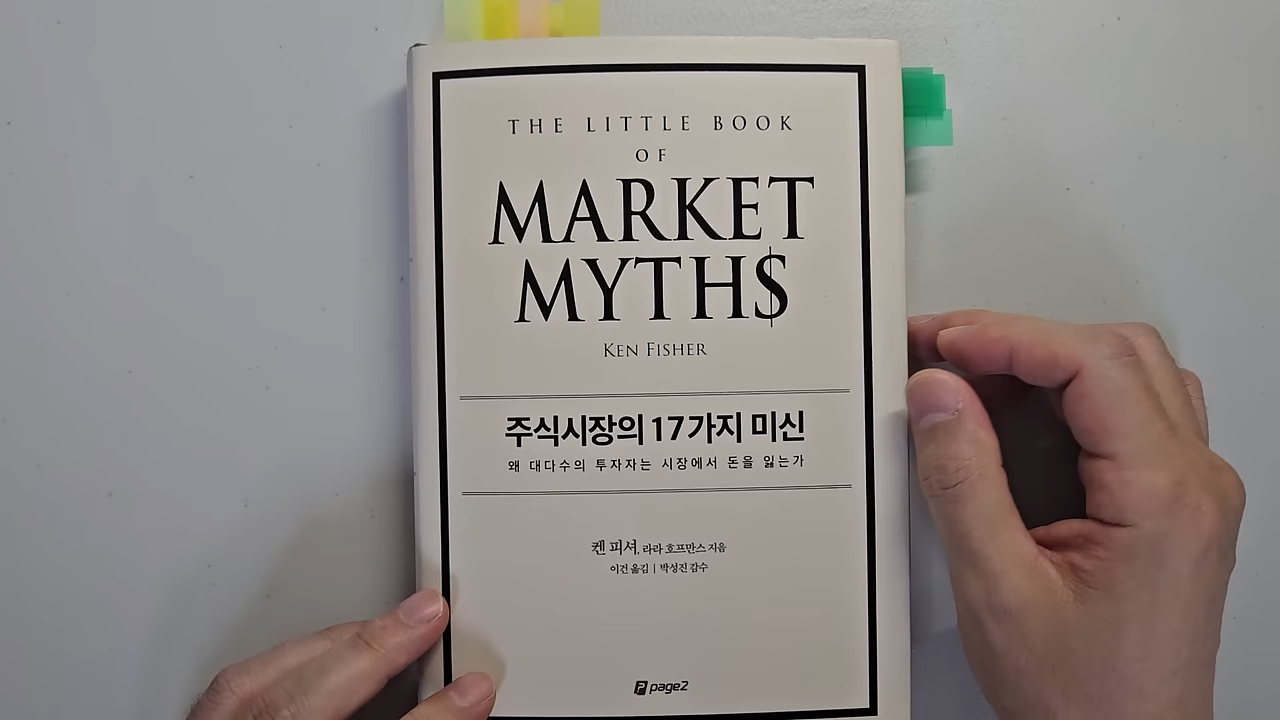 THE LITTLE BOOK
OF
MARKET
MYTH$
KEN FISHER
주식시장의 17가지 미신
왜 대다수의 투자자는 시장에서 돈을 잃는가
켄 피셔, 라라 호프만스 지음
이건 옮김 | 박성진 감수
page2